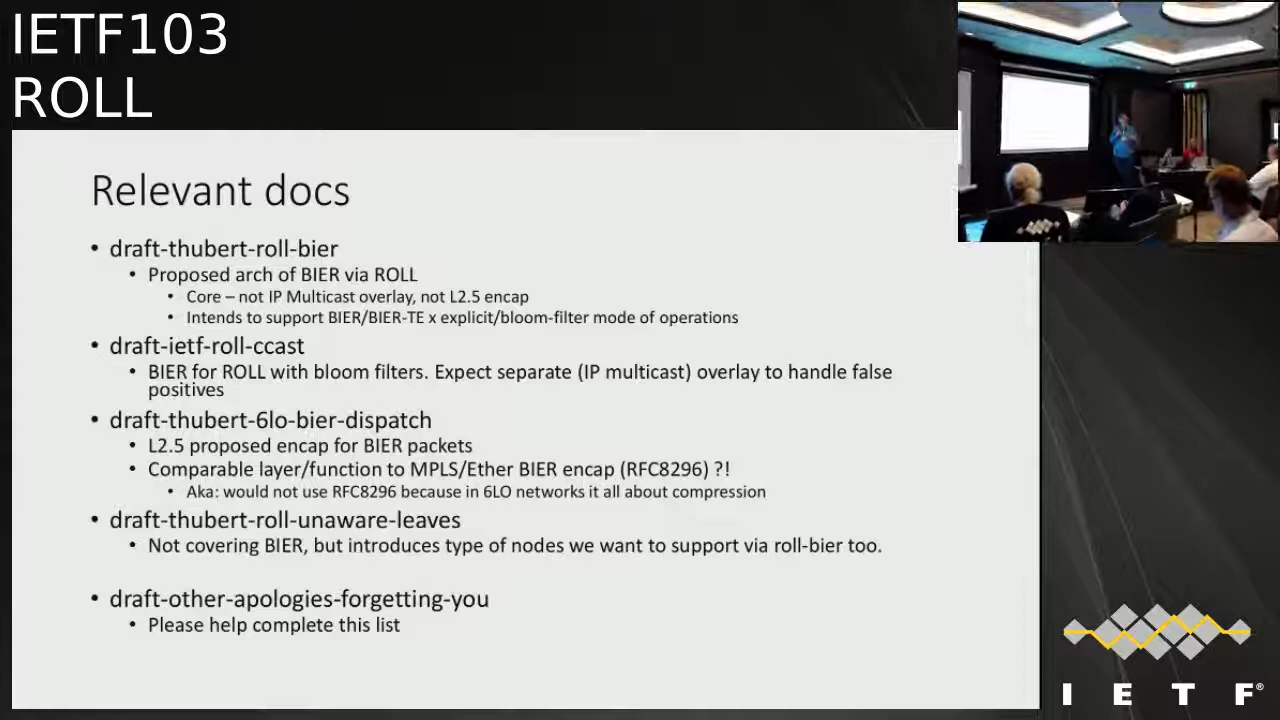 IETF103
ROLL
Relevant docs
• draft-thubert-roll-bier
• Proposed arch of BIER via ROLL
• Core – not IP Multicast overlay, not L2.5 encap
• Intends to support BIER/BIER-TE x explicit/bloom-filter mode of operations
• draft-ietf-roll-ccast
• BIER for ROLL with bloom filters. Expect separate (IP multicast) overlay to handle false
positives
• draft-thubert-6lo-bier-dispatch
• L2.5 proposed encap for BIER packets
• Comparable layer/function to MPLS/Ether BIER encap (RFC8296) ?!
• Aka: would not use RFC8296 because in 6LO networks it all about compression
• draft-thubert-roll-unaware-leaves
• Not covering BIER, but introduces type of nodes we want to support via roll-bier too.
• draft-other-apologies-forgetting-you
• Please help complete this list
I E T F®